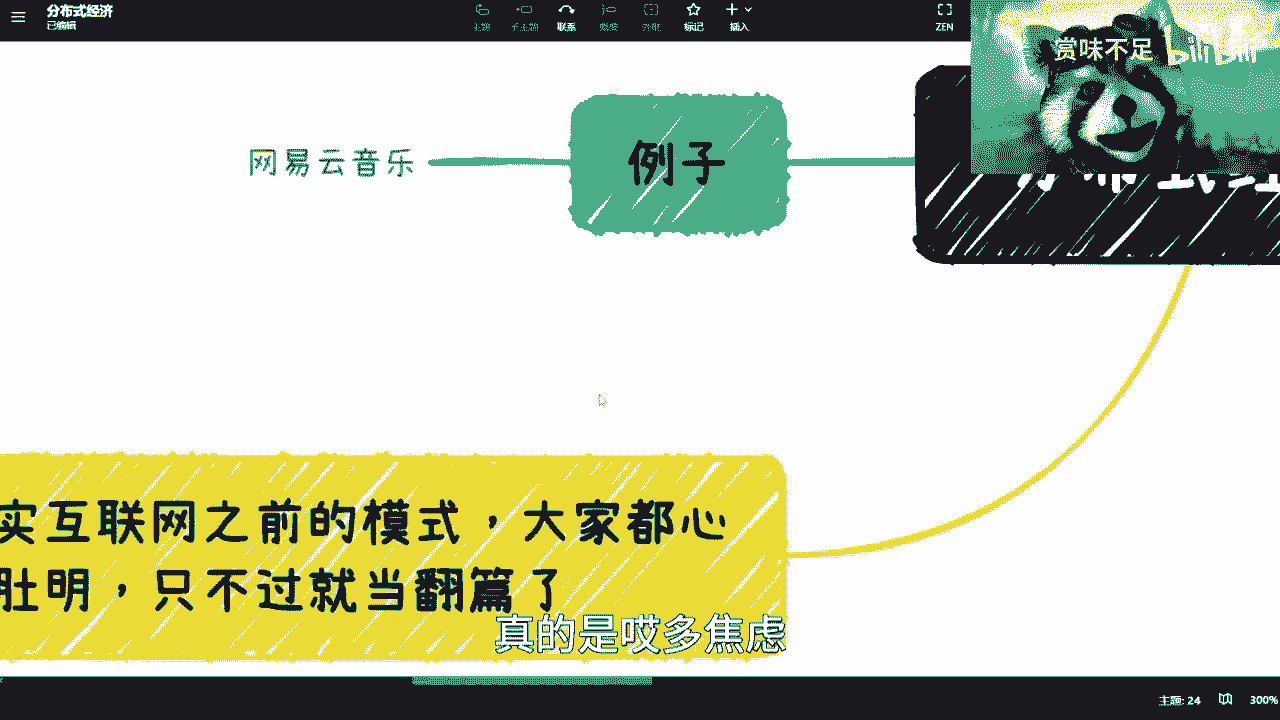 分布式经济
已编辑
主题
子主题
联系
概要
外框
标记
插入
ZEN
赏味不足 bilibili
网易云音乐
例子
实互联网之前的模式，大家都心
肚明，只不过就当翻篇了
真的是哎多焦虑
主题: 24
300%